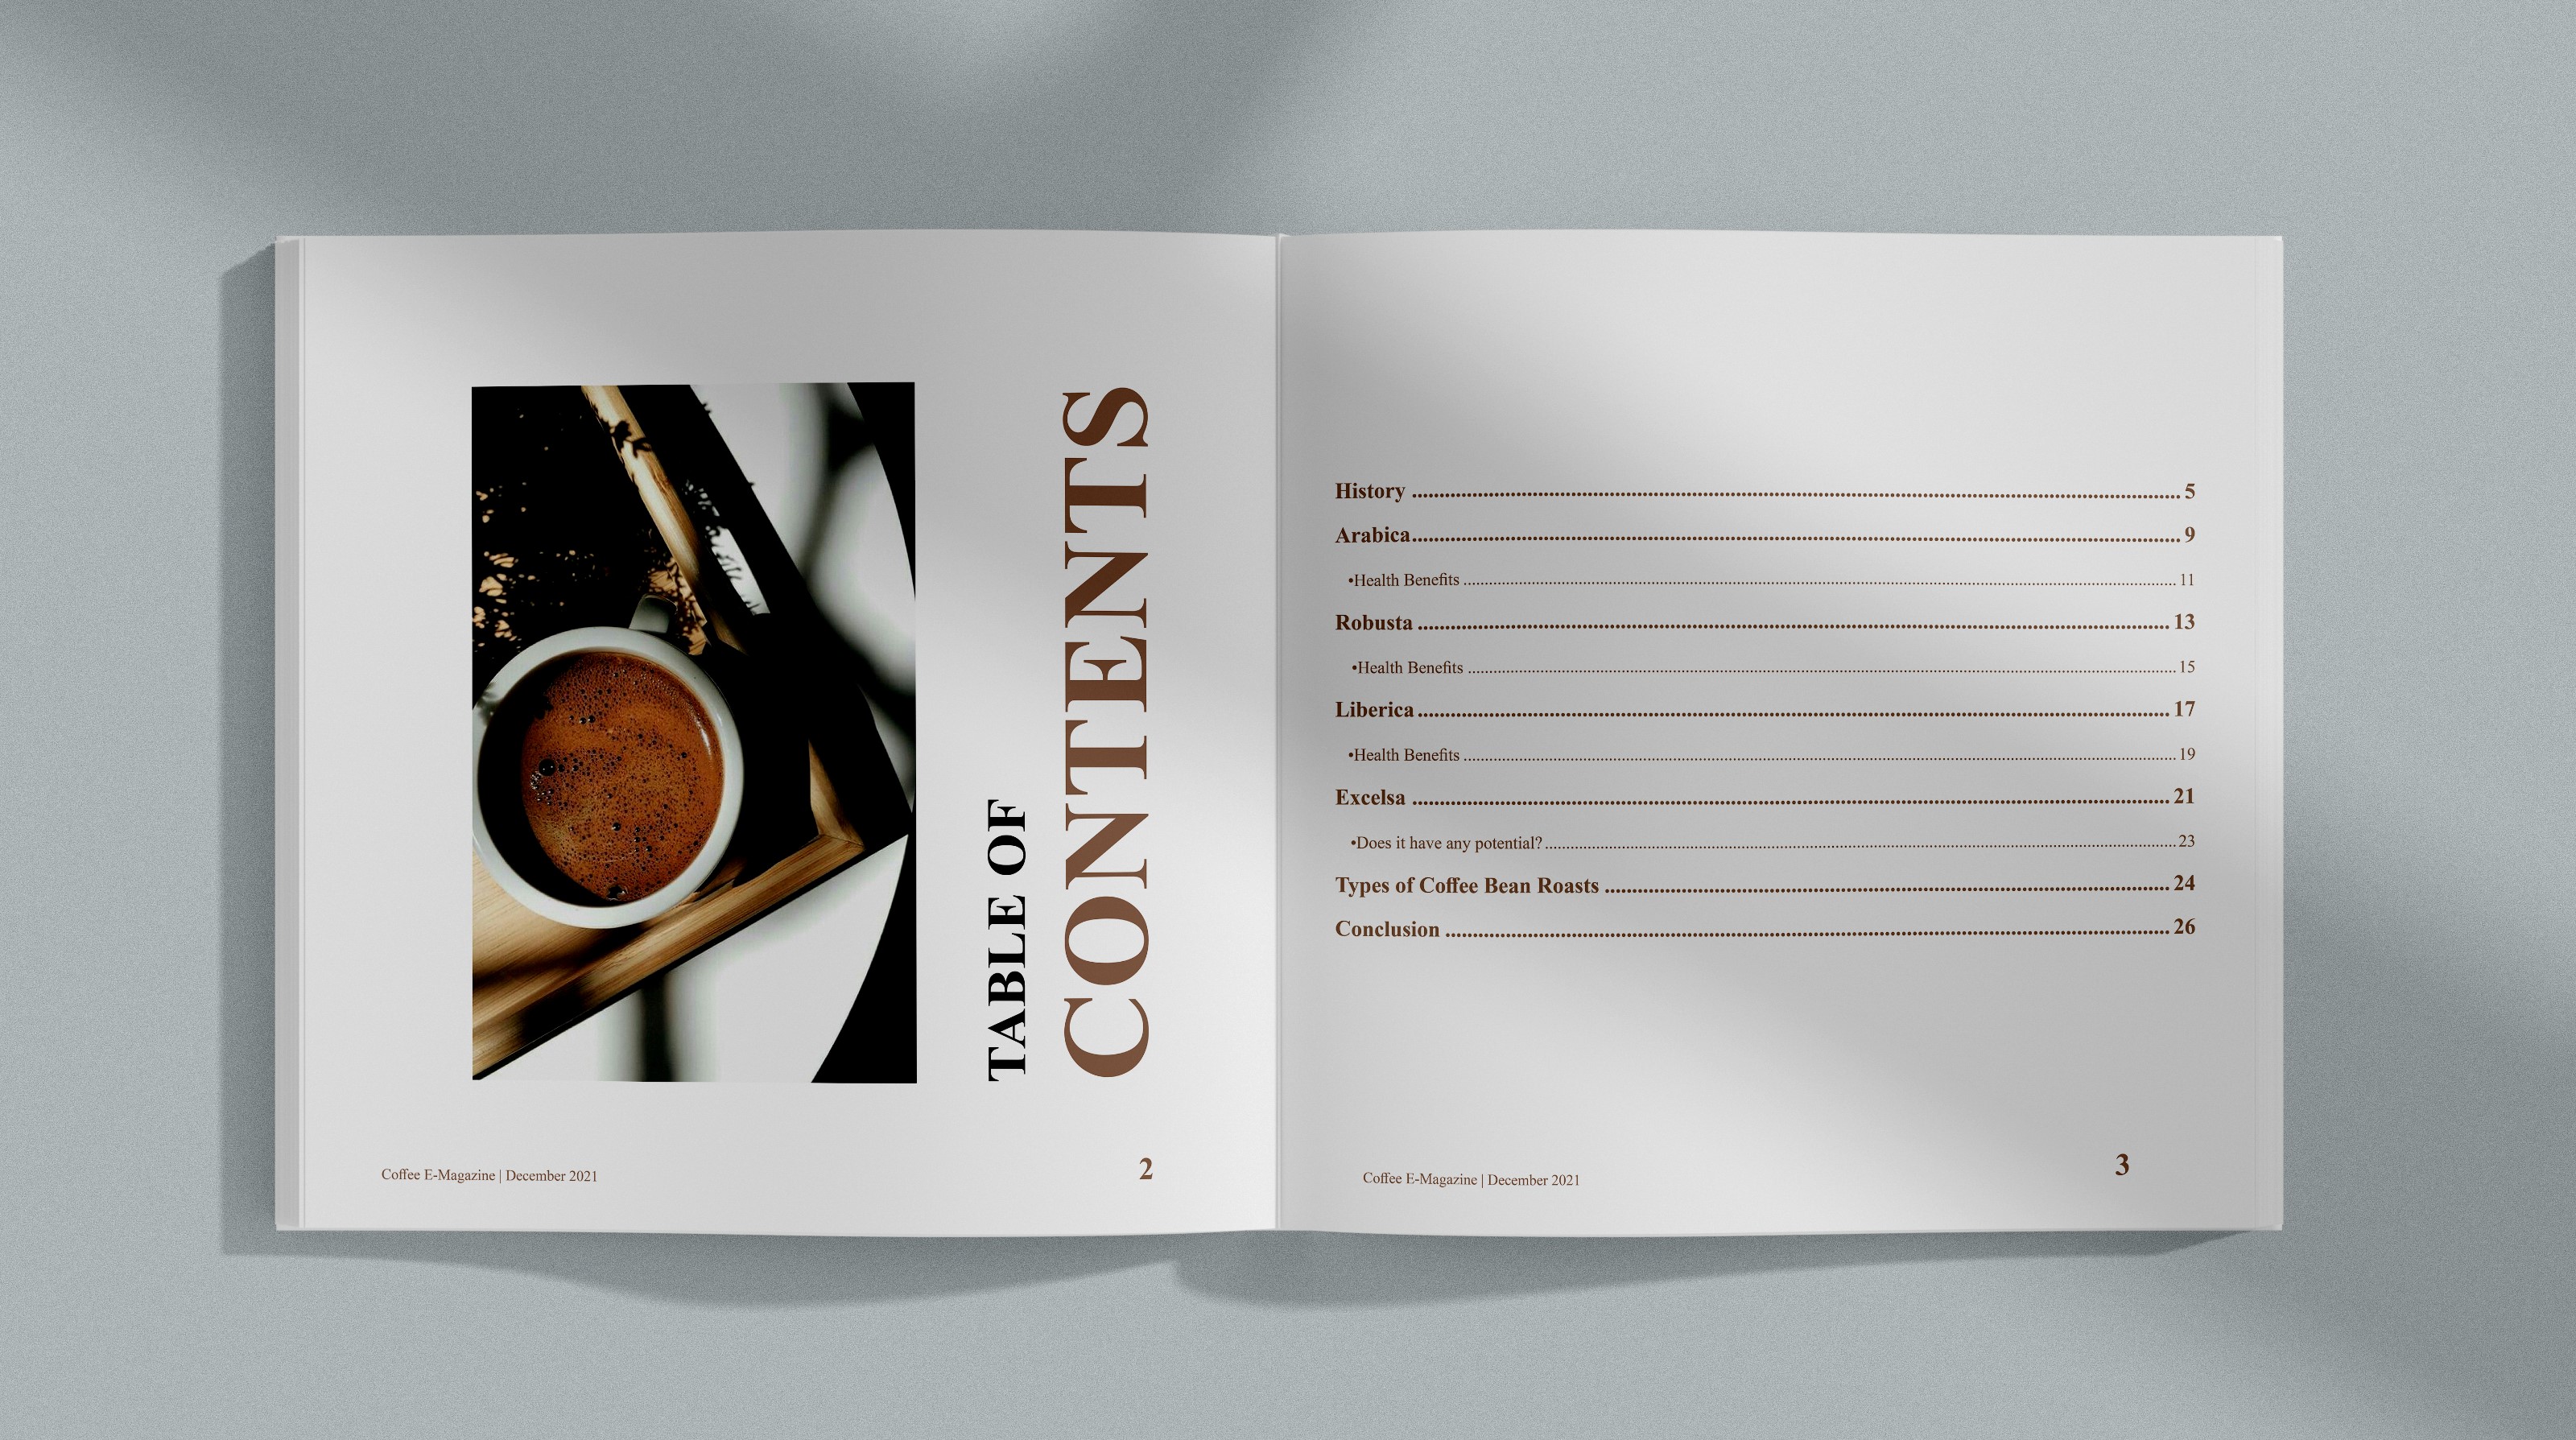 TABLE OF
CONTENTS
Coffee E-Magazine | December 2021
2
History ........ 5
Arabica........ 9
•Health Benefits ........ 11
Robusta ........ 13
•Health Benefits ........ 15
Liberica ........ 17
•Health Benefits ........ 19
Excelsa ........ 21
•Does it have any potential? ........ 23
Types of Coffee Bean Roasts ........ 24
Conclusion ........ 26
Coffee E-Magazine | December 2021
3